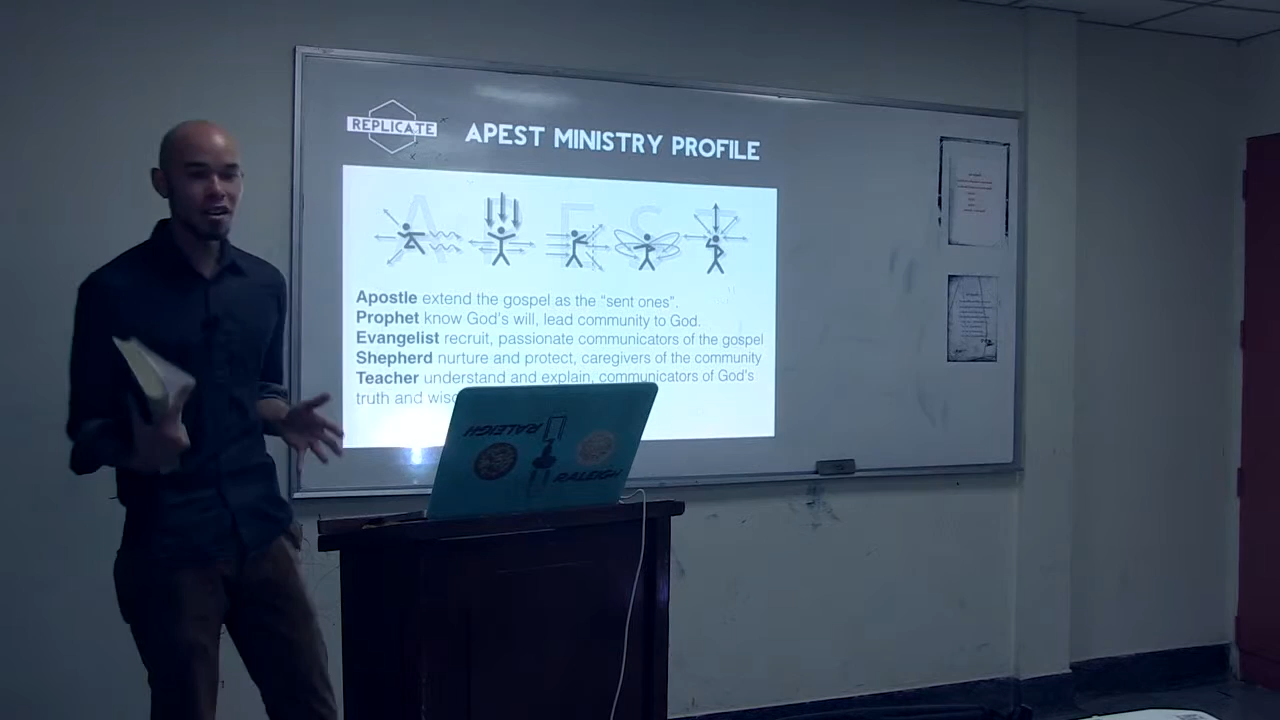 REPLICATE
APEST MINISTRY PROFILE
A P E S T
Apostle extend the gospel as the "sent ones".
Prophet know God's will, lead community to God.
Evangelist recruit, passionate communicators of the gospel
Shepherd nurture and protect, caregivers of the community
Teacher understand and explain, communicators of God's
truth and
RALEIGH
RALEIGH